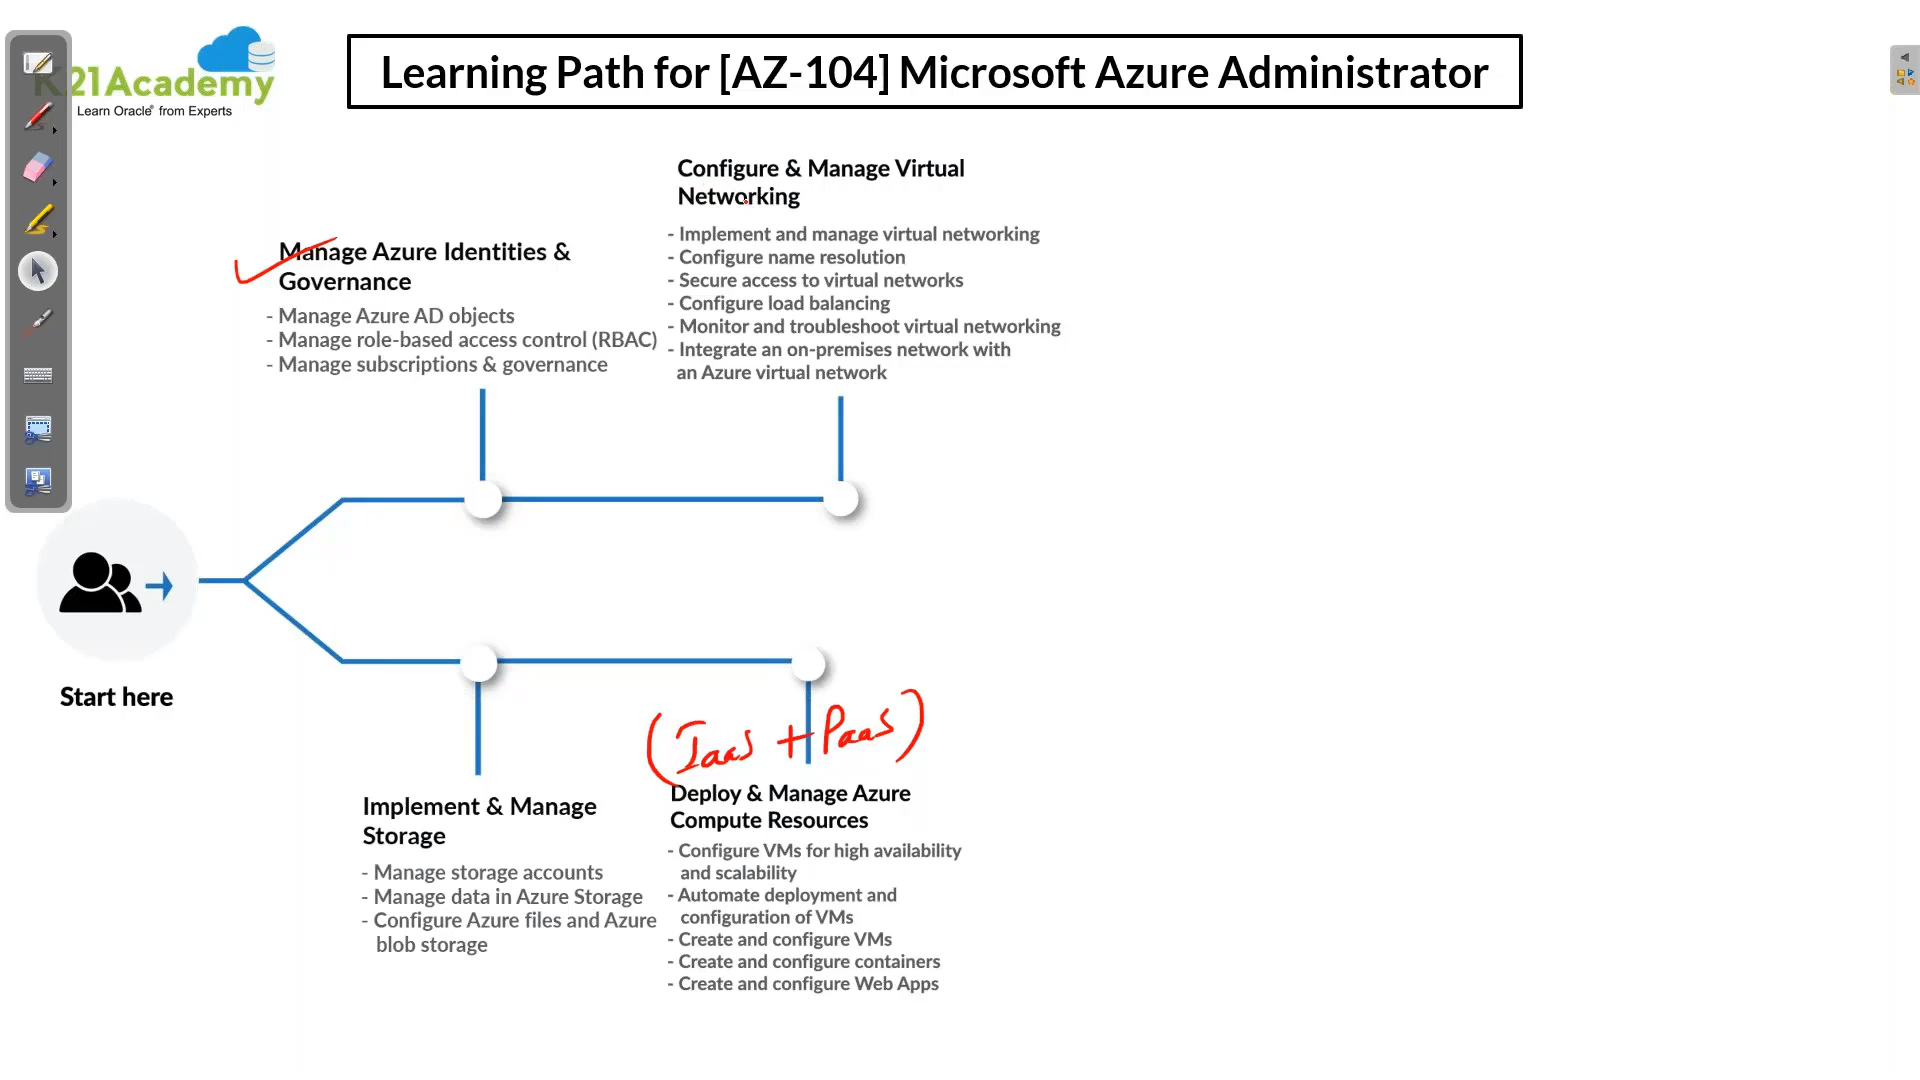 K21Academy
Learn Oracle® from Experts
Learning Path for [AZ-104] Microsoft Azure Administrator
Manage Azure Identities &
Governance
- Manage Azure AD objects
- Manage role-based access control (RBAC)
- Manage subscriptions & governance
Configure & Manage Virtual
Networking
- Implement and manage virtual networking
- Configure name resolution
- Secure access to virtual networks
- Configure load balancing
- Monitor and troubleshoot virtual networking
- Integrate an on-premises network with
an Azure virtual network
Start here
Implement & Manage
Storage
- Manage storage accounts
- Manage data in Azure Storage
- Configure Azure files and Azure
blob storage
(IaaS + PaaS)
Deploy & Manage Azure
Compute Resources
- Configure VMs for high availability
and scalability
- Automate deployment and
configuration of VMs
- Create and configure VMs
- Create and configure containers
- Create and configure Web Apps